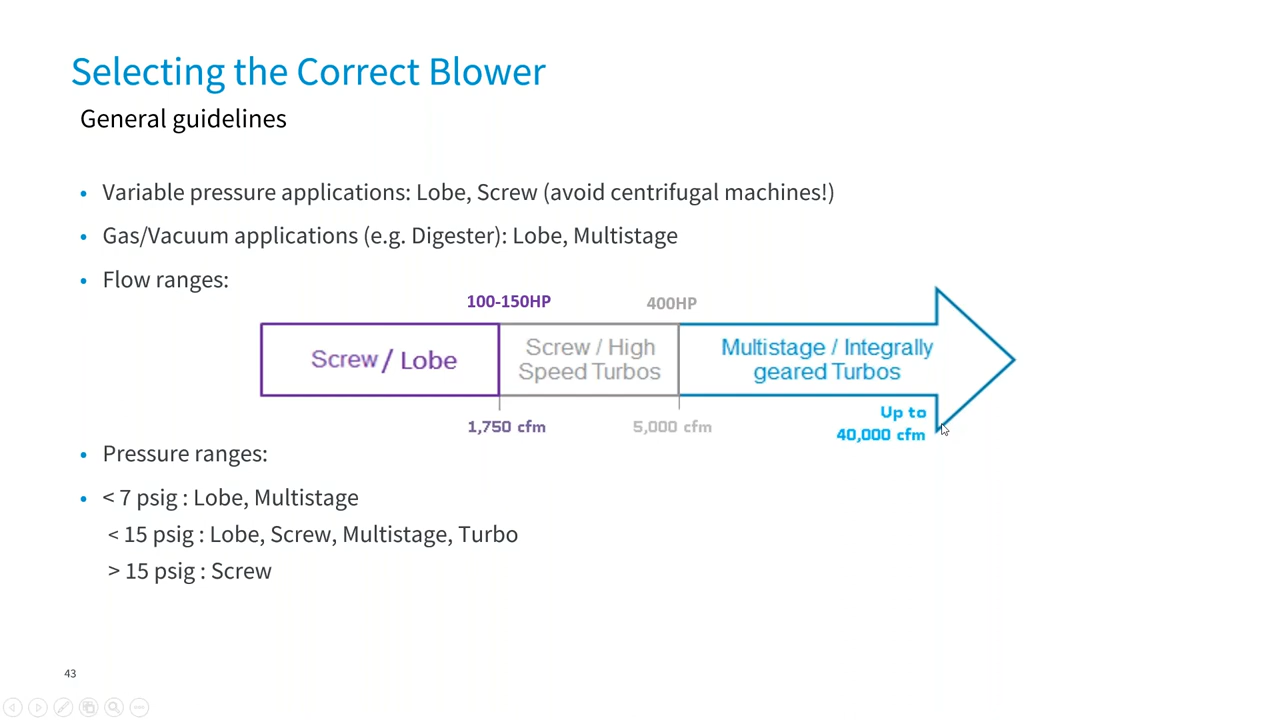 Selecting the Correct Blower
General guidelines
• Variable pressure applications: Lobe, Screw (avoid centrifugal machines!)
• Gas/Vacuum applications (e.g. Digester): Lobe, Multistage
• Flow ranges:
100-150HP
400HP
Screw / Lobe
Screw / High
Speed Turbos
Multistage / Integrally
geared Turbos
1,750 cfm
5,000 cfm
Up to
40,000 cfm
• Pressure ranges:
• < 7 psig : Lobe, Multistage
< 15 psig : Lobe, Screw, Multistage, Turbo
> 15 psig : Screw
43